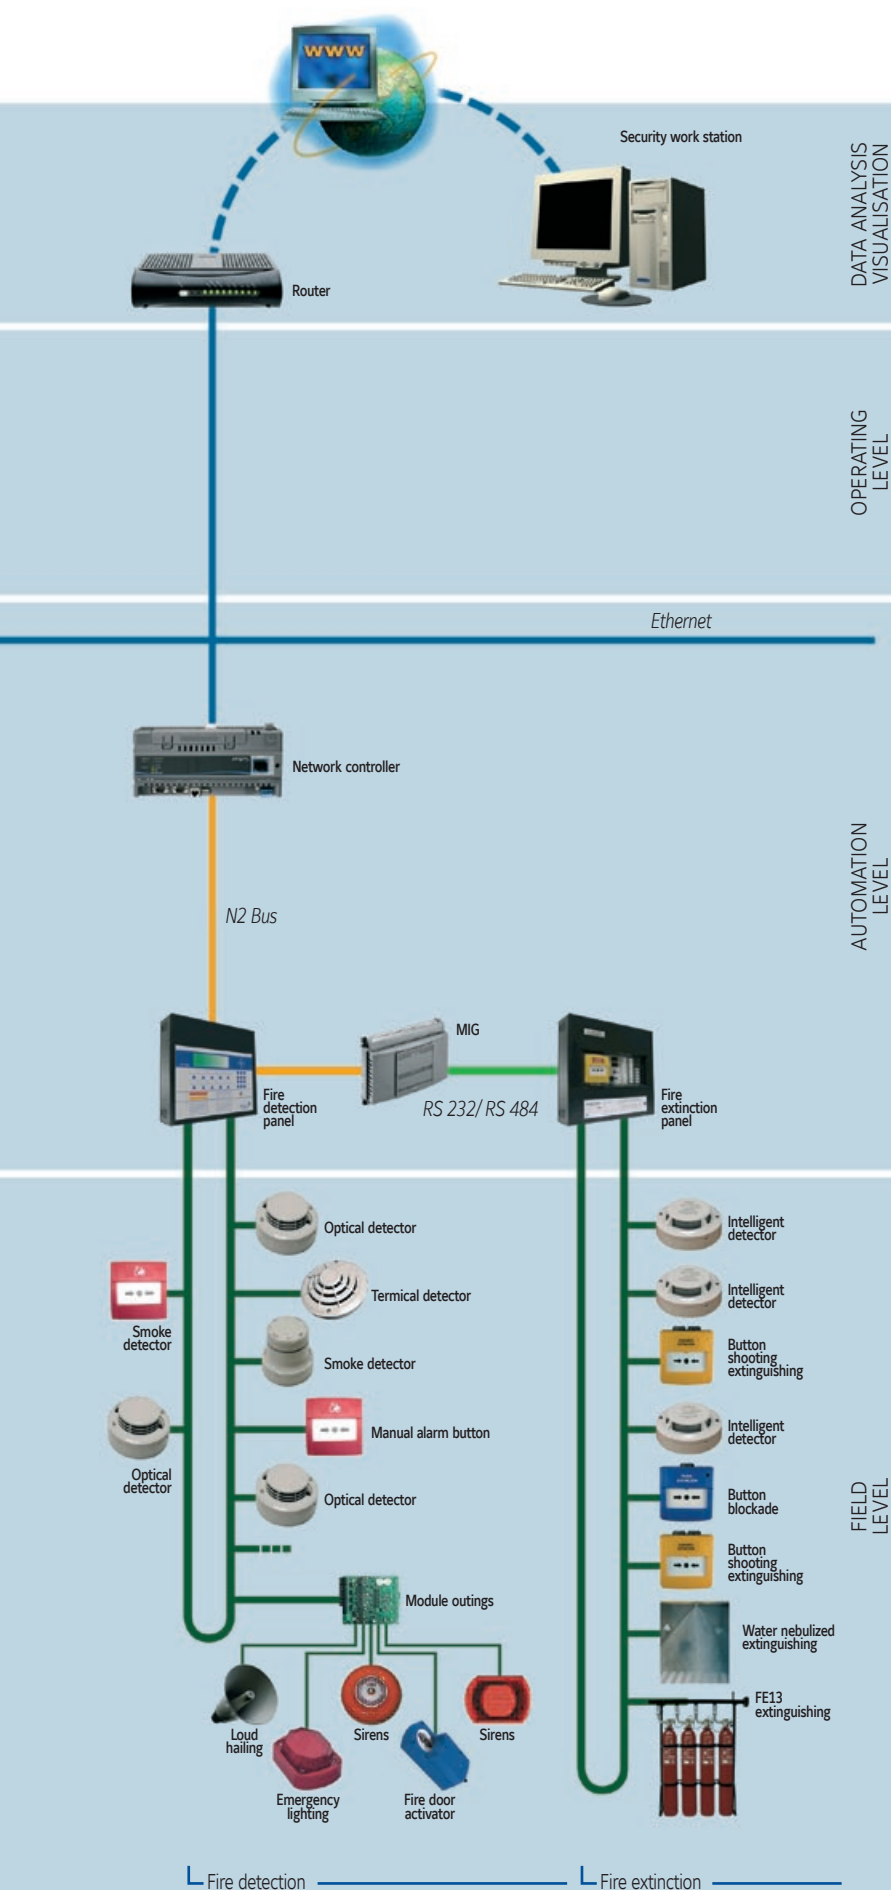 WWW
Security work station
DATA ANALYSIS
VISUALISATION
Router
OPERATING
LEVEL
Ethernet
Network controller
AUTOMATION
LEVEL
N2 Bus
MIG
Fire
detection
panel
RS 232/ RS 484
Fire
extinction
panel
Optical detector
Intelligent
detector
Termical detector
Intelligent
detector
Smoke
detector
Smoke detector
Button
shooting
extinguishing
Manual alarm button
Intelligent
detector
Optical
detector
Optical detector
Button
blockade
FIELD
LEVEL
Button
shooting
extinguishing
Module outings
Water nebulized
extinguishing
FE13
extinguishing
Loud
hailing
Sirens
Sirens
Emergency
lighting
Fire door
activator
Fire detection
Fire extinction